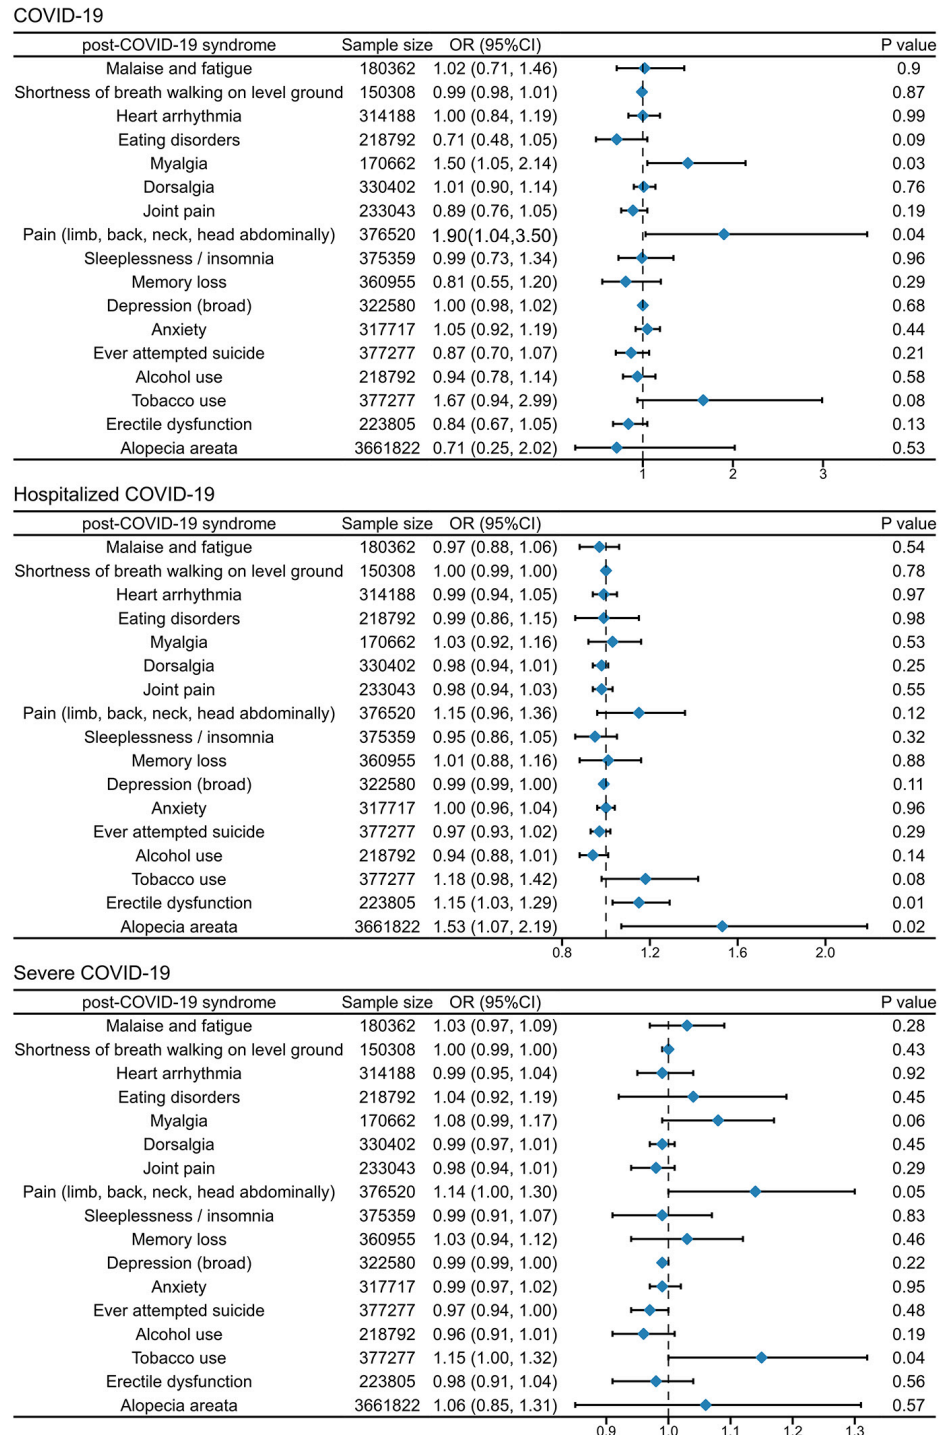 COVID-19
post-COVID-19 syndrome Sample size OR (95%CI) P value
Malaise and fatigue 180362 1.02 (0.71, 1.46) 0.9
Shortness of breath walking on level ground 150308 0.99 (0.98, 1.01) 0.87
Heart arrhythmia 314188 1.00 (0.84, 1.19) 0.99
Eating disorders 218792 0.71 (0.48, 1.05) 0.09
Myalgia 170662 1.50 (1.05, 2.14) 0.03
Dorsalgia 330402 1.01 (0.90, 1.14) 0.76
Joint pain 233043 0.89 (0.76, 1.05) 0.19
Pain (limb, back, neck, head abdominally) 376520 1.90(1.04,3.50) 0.04
Sleeplessness / insomnia 375359 0.99 (0.73, 1.34) 0.96
Memory loss 360955 0.81 (0.55, 1.20) 0.29
Depression (broad) 322580 1.00 (0.98, 1.02) 0.68
Anxiety 317717 1.05 (0.92, 1.19) 0.44
Ever attempted suicide 377277 0.87 (0.70, 1.07) 0.21
Alcohol use 218792 0.94 (0.78, 1.14) 0.58
Tobacco use 377277 1.67 (0.94, 2.99) 0.08
Erectile dysfunction 223805 0.84 (0.67, 1.05) 0.13
Alopecia areata 3661822 0.71 (0.25, 2.02) 0.53
1 2 3
Hospitalized COVID-19
post-COVID-19 syndrome Sample size OR (95%CI) P value
Malaise and fatigue 180362 0.97 (0.88, 1.06) 0.54
Shortness of breath walking on level ground 150308 1.00 (0.99, 1.00) 0.78
Heart arrhythmia 314188 0.99 (0.94, 1.05) 0.97
Eating disorders 218792 0.99 (0.86, 1.15) 0.98
Myalgia 170662 1.03 (0.92, 1.16) 0.53
Dorsalgia 330402 0.98 (0.94, 1.01) 0.25
Joint pain 233043 0.98 (0.94, 1.03) 0.55
Pain (limb, back, neck, head abdominally) 376520 1.15 (0.96, 1.36) 0.12
Sleeplessness / insomnia 375359 0.95 (0.86, 1.05) 0.32
Memory loss 360955 1.01 (0.88, 1.16) 0.88
Depression (broad) 322580 0.99 (0.99, 1.00) 0.11
Anxiety 317717 1.00 (0.96, 1.04) 0.96
Ever attempted suicide 377277 0.97 (0.93, 1.02) 0.29
Alcohol use 218792 0.94 (0.88, 1.01) 0.14
Tobacco use 377277 1.18 (0.98, 1.42) 0.08
Erectile dysfunction 223805 1.15 (1.03, 1.29) 0.01
Alopecia areata 3661822 1.53 (1.07, 2.19) 0.02
0.8 1.2 1.6 2.0
Severe COVID-19
post-COVID-19 syndrome Sample size OR (95%CI) P value
Malaise and fatigue 180362 1.03 (0.97, 1.09) 0.28
Shortness of breath walking on level ground 150308 1.00 (0.99, 1.00) 0.43
Heart arrhythmia 314188 0.99 (0.95, 1.04) 0.92
Eating disorders 218792 1.04 (0.92, 1.19) 0.45
Myalgia 170662 1.08 (0.99, 1.17) 0.06
Dorsalgia 330402 0.99 (0.97, 1.01) 0.45
Joint pain 233043 0.98 (0.94, 1.01) 0.29
Pain (limb, back, neck, head abdominally) 376520 1.14 (1.00, 1.30) 0.05
Sleeplessness / insomnia 375359 0.99 (0.91, 1.07) 0.83
Memory loss 360955 1.03 (0.94, 1.12) 0.46
Depression (broad) 322580 0.99 (0.99, 1.00) 0.22
Anxiety 317717 0.99 (0.97, 1.02) 0.95
Ever attempted suicide 377277 0.97 (0.94, 1.00) 0.48
Alcohol use 218792 0.96 (0.91, 1.01) 0.19
Tobacco use 377277 1.15 (1.00, 1.32) 0.04
Erectile dysfunction 223805 0.98 (0.91, 1.04) 0.56
Alopecia areata 3661822 1.06 (0.85, 1.31) 0.57
0.9 1.0 1.1 1.2 1.3